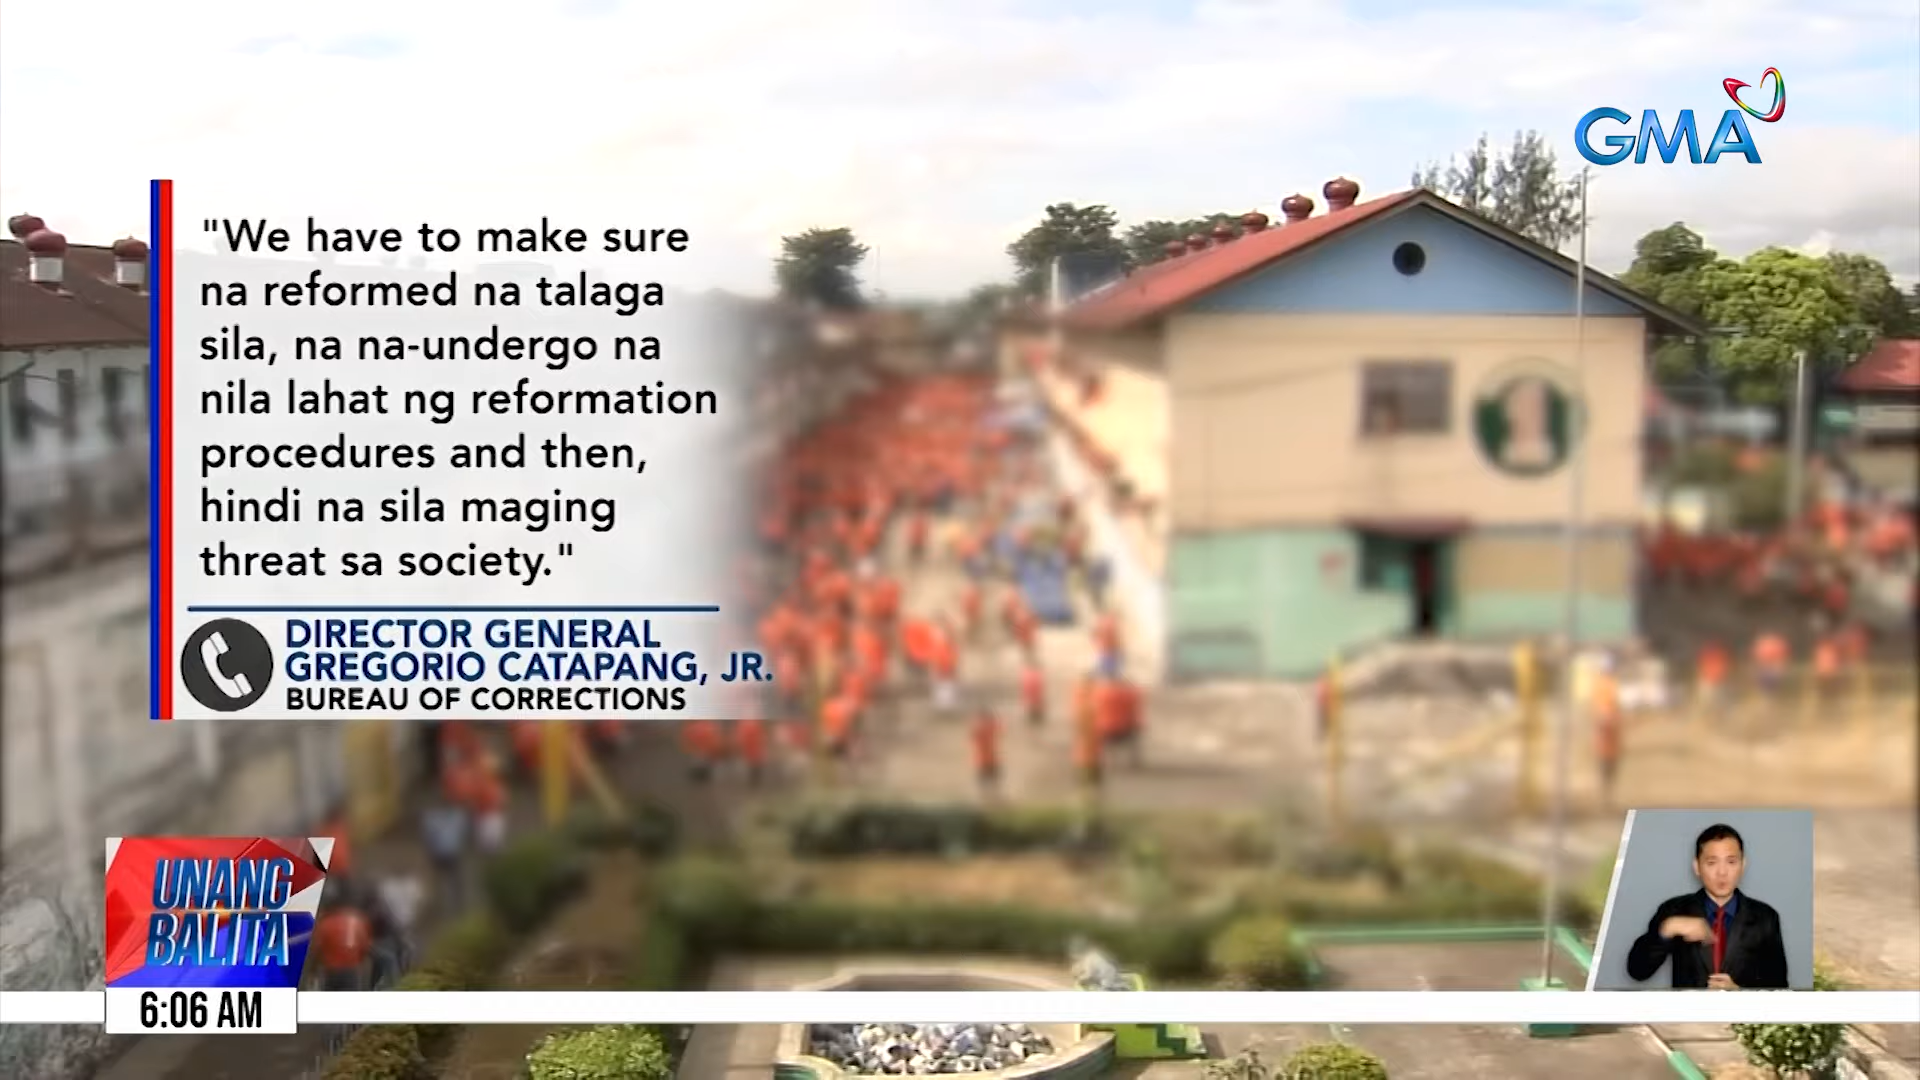 GMA
"We have to make sure
na reformed na talaga
sila, na na-undergo na
nila lahat ng reformation
procedures and then,
hindi na sila maging
threat sa society."
DIRECTOR GENERAL
GREGORIO CATAPANG, JR.
BUREAU OF CORRECTIONS
UNANG
BALITA
6:06 AM